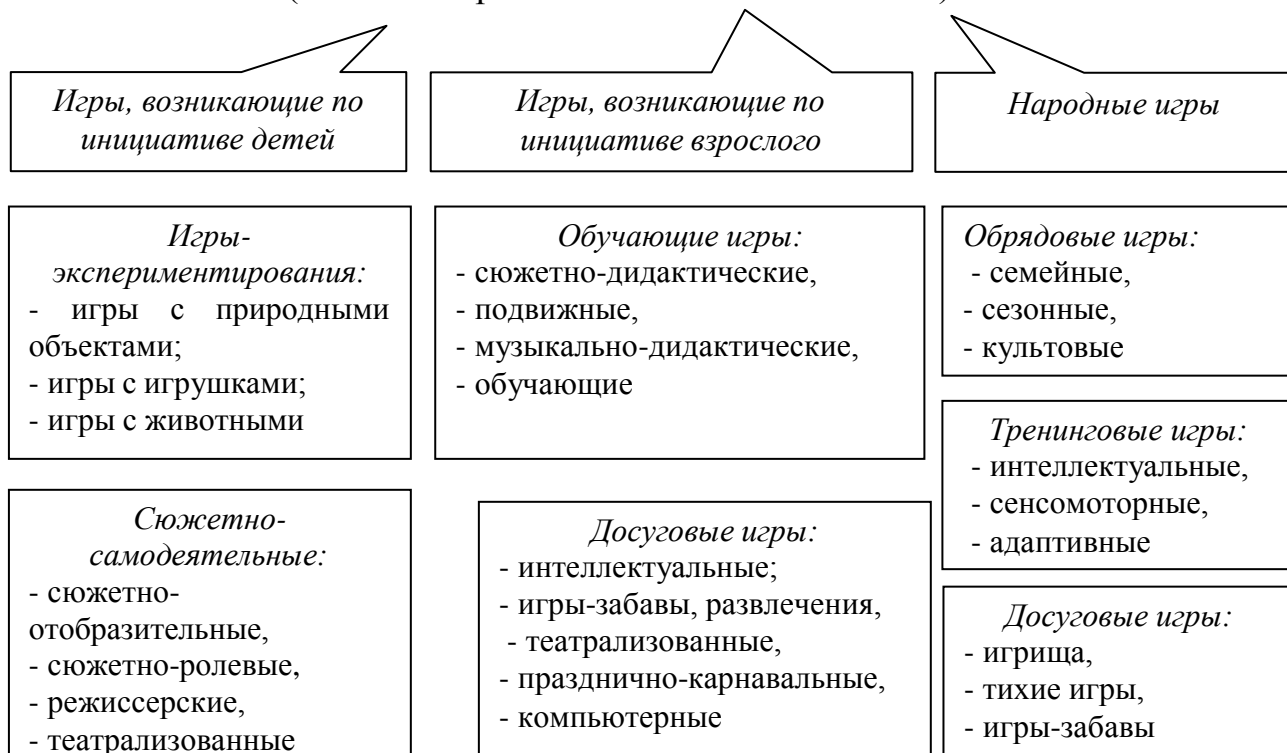 Игры, возникающие по
инициативе детей
Игры, возникающие по
инициативе взрослого
Народные игры
Игры-
экспериментирования:
- игры с природными
объектами;
- игры с игрушками;
- игры с животными
Обучающие игры:
- сюжетно-дидактические,
- подвижные,
- музыкально-дидактические,
- обучающие
Обрядовые игры:
- семейные,
- сезонные,
- культовые
Тренинговые игры:
- интеллектуальные,
- сенсомоторные,
- адаптивные
Сюжетно-
самодеятельные:
- сюжетно-
отобразительные,
- сюжетно-ролевые,
- режиссерские,
- театрализованные
Досуговые игры:
- интеллектуальные;
- игры-забавы, развлечения,
- театрализованные,
- празднично-карнавальные,
- компьютерные
Досуговые игры:
- игрища,
- тихие игры,
- игры-забавы